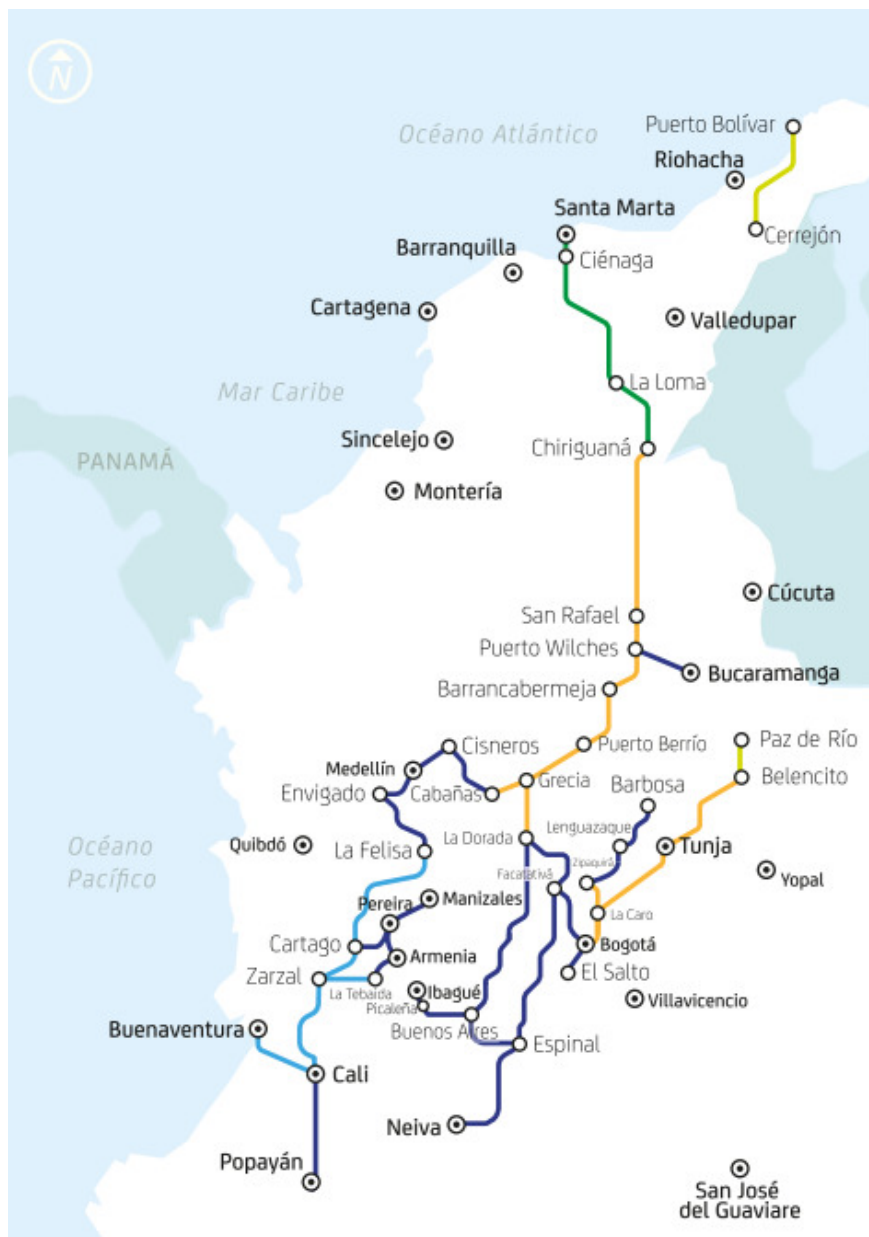 N
Puerto Bolívar
Océano Atlántico
Riohacha
Santa Marta
Cerrejón
Barranquilla
Ciénaga
Cartagena
Valledupar
La Loma
Mar Caribe
Sincelejo
Chiriguaná
PANAMÁ
Montería
Cúcuta
San Rafael
Puerto Wilches
Bucaramanga
Barrancabermeja
Paz de Río
Cisneros
Puerto Berrío
Medellín
Grecia
Belencito
Barbosa
Envigado
Cabañas
Lenguazaque
La Dorada
Océano
Pacífico
Quibdó
La Felisa
Tunja
Zipaquirá
Facatativá
Yopal
Manizales
Pereira
La Caro
Cartago
Bogotá
Armenia
El Salto
Zarzal
La Tebaida
Ibagué
Picaleña
Villavicencio
Buenaventura
Buenos Aires
Espinal
Cali
Neiva
Popayán
San José
del Guaviare